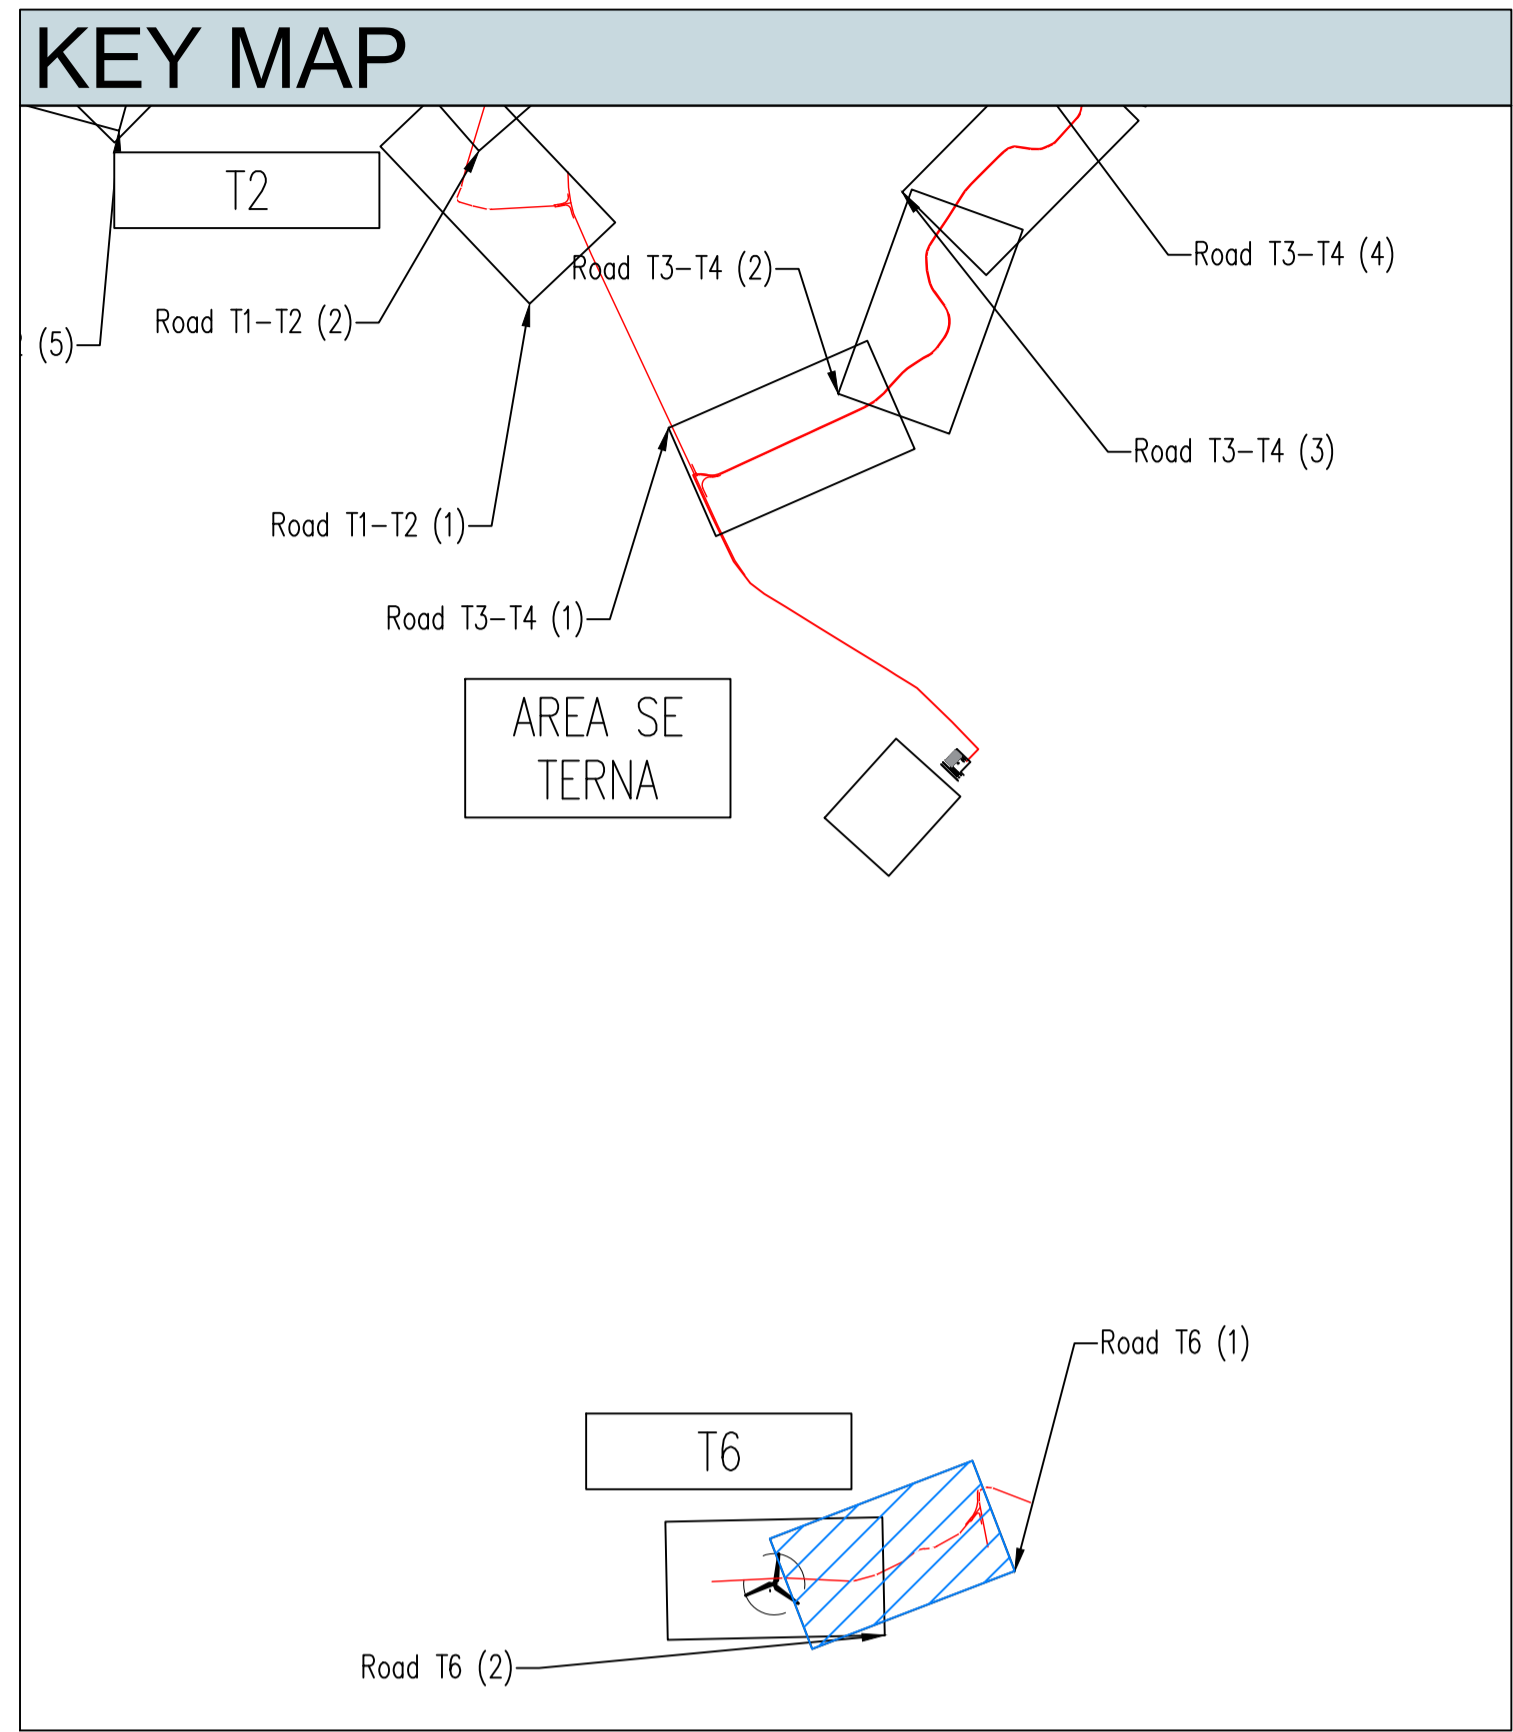 KEY MAP
T2
Road T3-T4 (2)
Road T3-T4 (4)
Road T1-T2 (2)
(5)
Road T3-T4 (3)
Road T1-T2 (1)
Road T3-T4 (1)
AREA SE
TERNA
Road T6 (1)
T6
Road T6 (2)